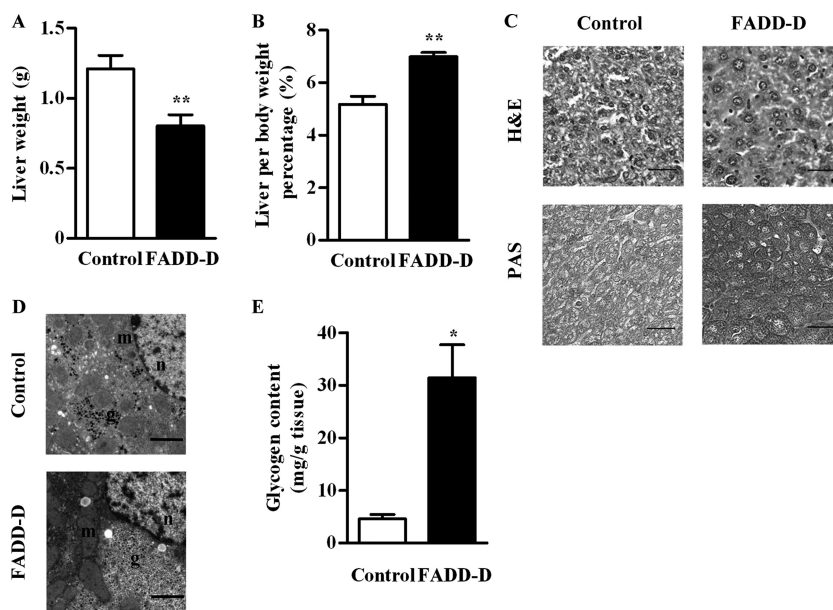 A
Liver weight (g)
1.5
1.0
0.5
0
**
Control FADD-D
B
Liver per body weight
percentage (%)
8
6
4
2
0
**
Control FADD-D
C
Control FADD-D
H&E
PAS
D
Control
m
n
g
FADD-D
m
n
g
E
Glycogen content
(mg/g tissue)
40
30
20
10
0
*
Control FADD-D